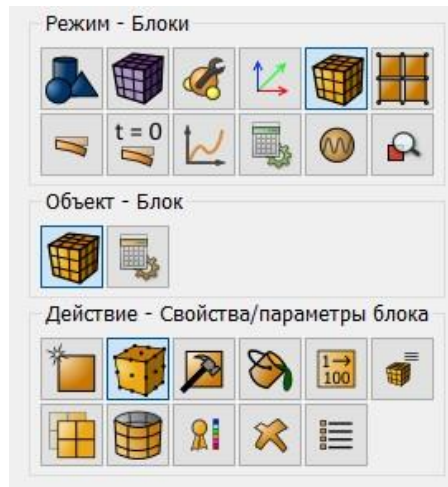 Режим - Блоки
t = 0
Объект - Блок
Действие - Свойства/параметры блока
1→
100